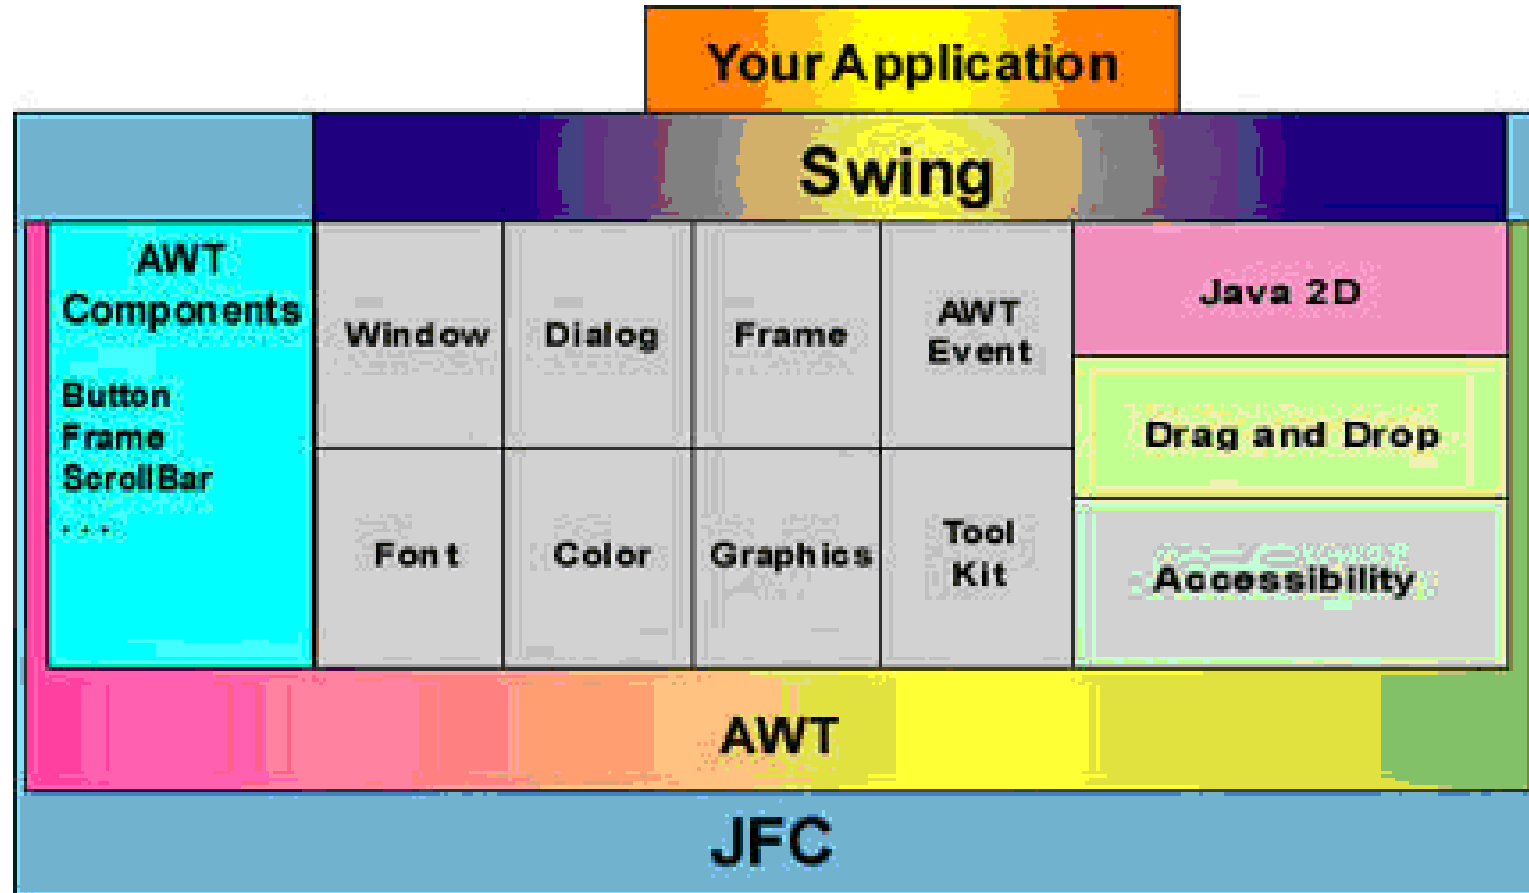 Your Application
Swing
AWT
Components
Button
Frame
ScrollBar
...
Window
Dialog
Frame
AWT
Event
Java 2D
Drag and Drop
Font
Color
Graphics
Tool
Kit
Accessibility
AWT
JFC